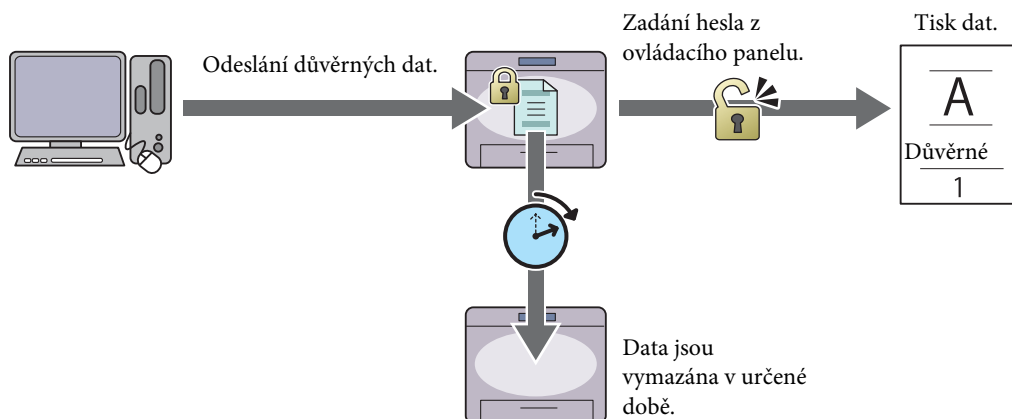 Odeslání důvěrných dat.
Zadání hesla z
ovládacího panelu.
Tisk dat.
A
Důvěrné
1
Data jsou
vymazána v určené
době.